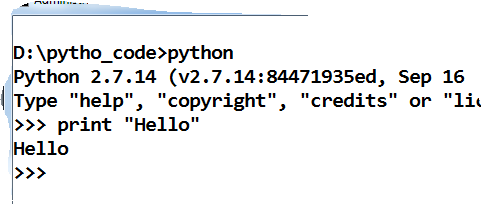 D:\pytho_code>python
Python 2.7.14 (v2.7.14:84471935ed, Sep 16
Type "help", "copyright", "credits" or
>>> print "Hello"
Hello
>>>